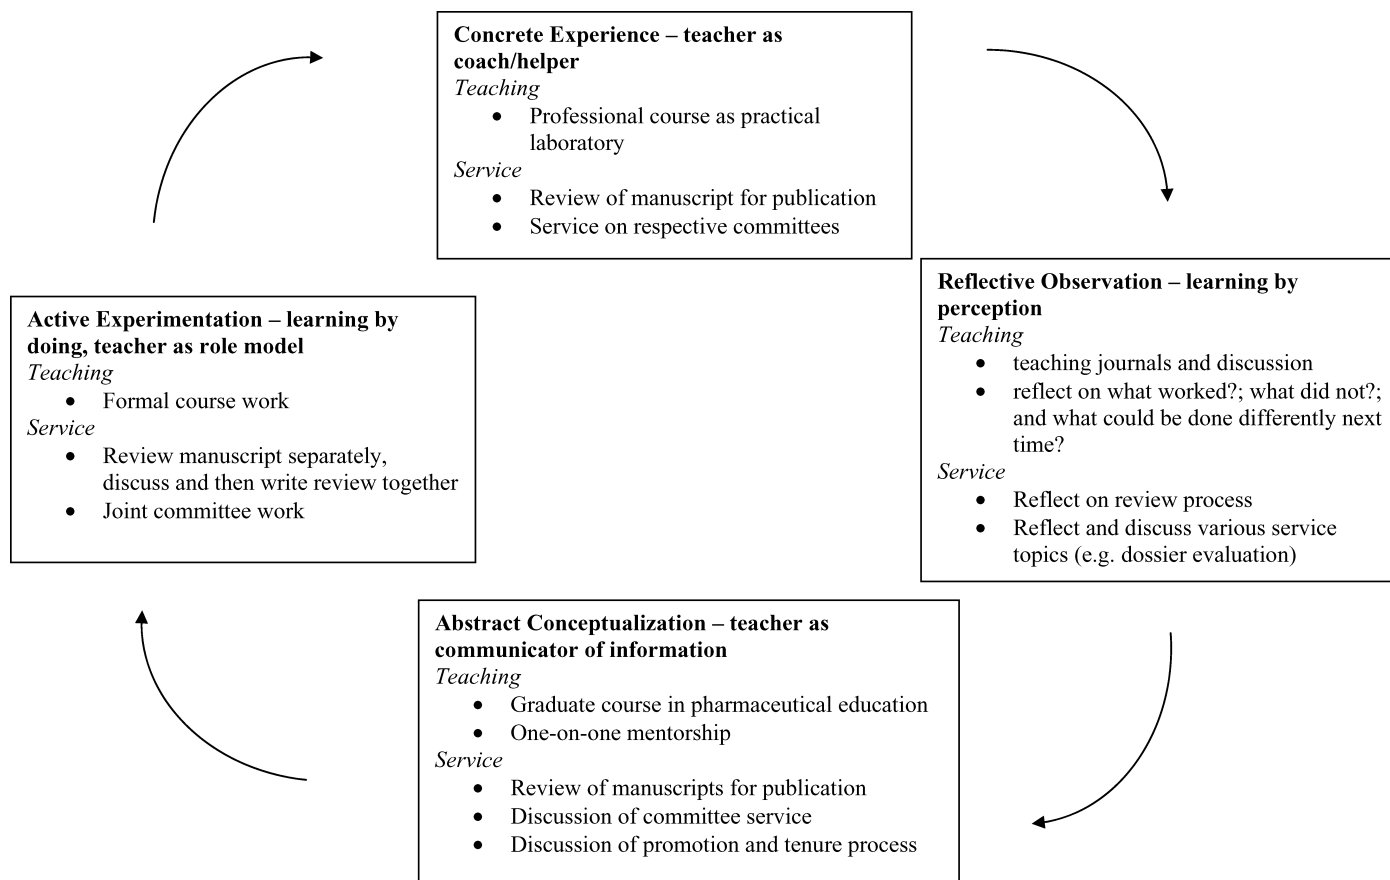 Concrete Experience – teacher as
coach/helper
Teaching
• Professional course as practical
laboratory
Service
• Review of manuscript for publication
• Service on respective committees
Reflective Observation – learning by
perception
Teaching
• teaching journals and discussion
• reflect on what worked?; what did not?;
and what could be done differently next
time?
Service
• Reflect on review process
• Reflect and discuss various service
topics (e.g. dossier evaluation)
Abstract Conceptualization – teacher as
communicator of information
Teaching
• Graduate course in pharmaceutical education
• One-on-one mentorship
Service
• Review of manuscripts for publication
• Discussion of committee service
• Discussion of promotion and tenure process
Active Experimentation – learning by
doing, teacher as role model
Teaching
• Formal course work
Service
• Review manuscript separately,
discuss and then write review together
• Joint committee work